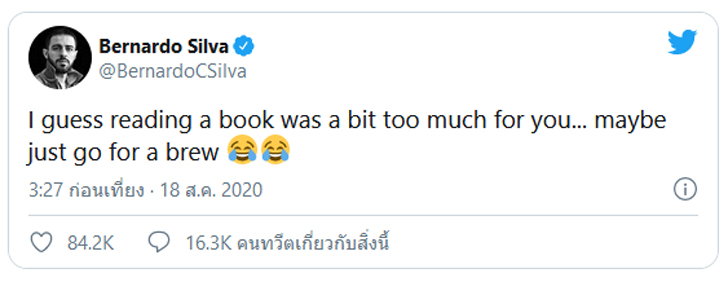 Bernardo Silva
@BernardoCSilva
I guess reading a book was a bit too much for you... maybe
just go for a brew 😂😂
3:27 ก่อนเที่ยง · 18 ส.ค. 2020
84.2K 16.3K คนทวีตเกี่ยวกับสิ่งนี้